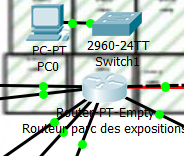 PC-PT
PC0
2960-24TT
Switch1
Router-PT-Empty
Routeur parc des expositions